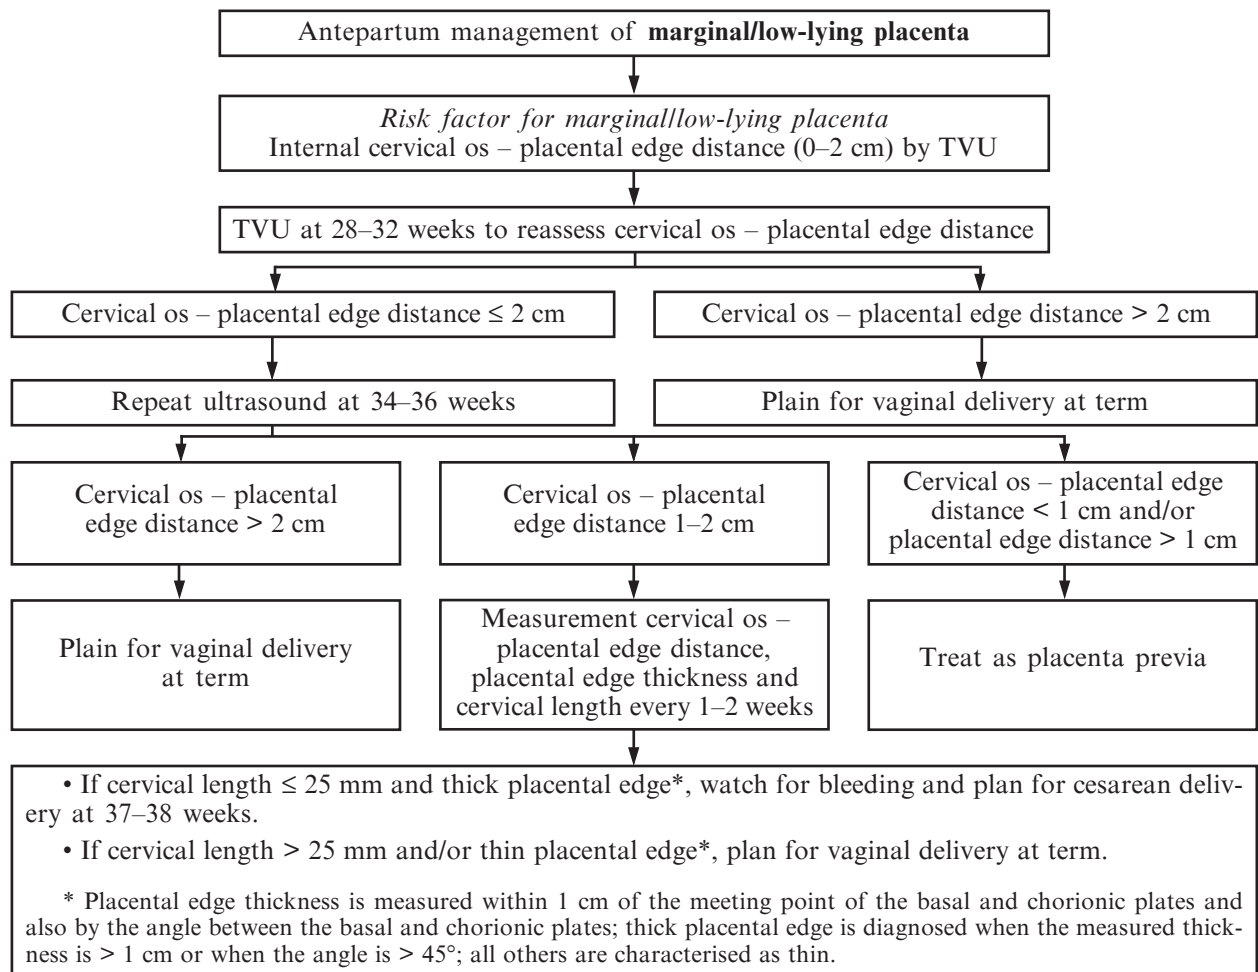 Antepartum management of marginal/low-lying placenta
Risk factor for marginal/low-lying placenta
Internal cervical os – placental edge distance (0–2 cm) by TVU
TVU at 28–32 weeks to reassess cervical os – placental edge distance
Cervical os – placental edge distance ≤ 2 cm
Cervical os – placental edge distance > 2 cm
Repeat ultrasound at 34–36 weeks
Plain for vaginal delivery at term
Cervical os – placental
edge distance > 2 cm
Cervical os – placental
edge distance 1–2 cm
Cervical os – placental edge
distance < 1 cm and/or
placental edge distance > 1 cm
Plain for vaginal delivery
at term
Measurement cervical os –
placental edge distance,
placental edge thickness and
cervical length every 1–2 weeks
Treat as placenta previa
• If cervical length ≤ 25 mm and thick placental edge*, watch for bleeding and plan for cesarean deliv-
ery at 37–38 weeks.
• If cervical length > 25 mm and/or thin placental edge*, plan for vaginal delivery at term.
* Placental edge thickness is measured within 1 cm of the meeting point of the basal and chorionic plates and
also by the angle between the basal and chorionic plates; thick placental edge is diagnosed when the measured thick-
ness is > 1 cm or when the angle is > 45°; all others are characterised as thin.